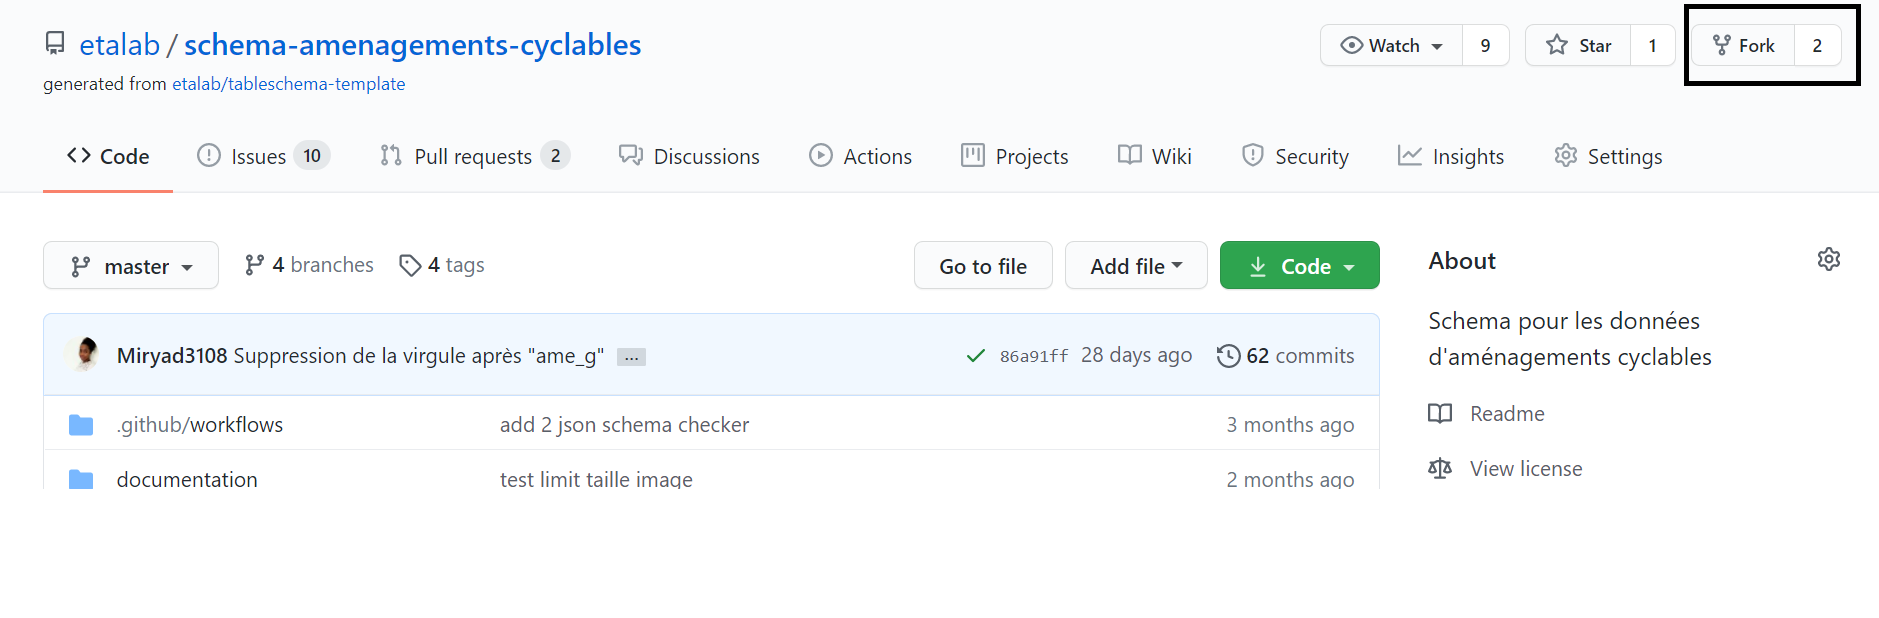 etalab / schema-amenagements-cyclables
Watch 9 Star 1 Fork 2
generated from etalab/tableschema-template
Code Issues 10 Pull requests 2 Discussions Actions Projects Wiki Security Insights Settings
master 4 branches 4 tags Go to file Add file Code
About
Schema pour les données
d'aménagements cyclables
Readme
View license
Miryad3108 Suppression de la virgule après "ame_g" ... 86a91ff 28 days ago 62 commits
.github/workflows add 2 json schema checker 3 months ago
documentation test limit taille image 2 months ago